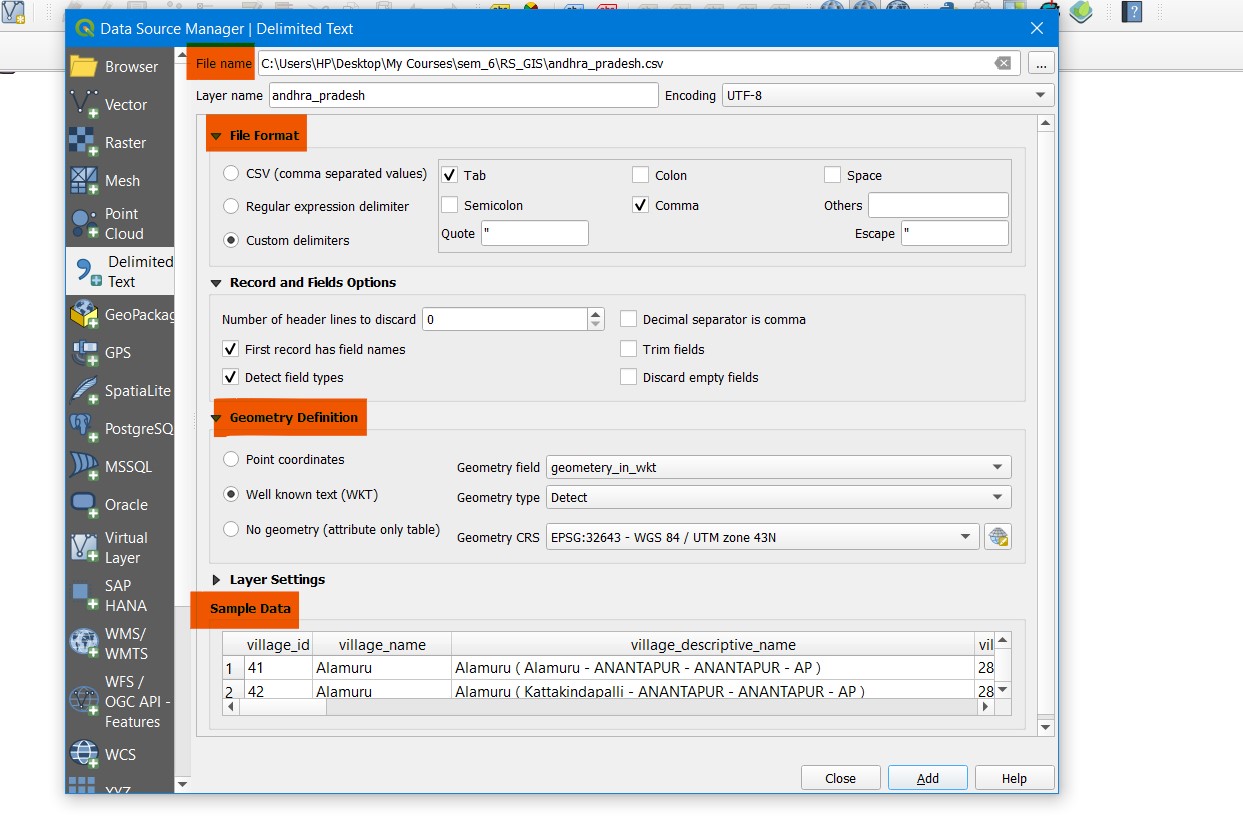 Data Source Manager | Delimited Text
Browser
Vector
Raster
Mesh
Point
Cloud
Delimited
Text
GeoPackag
GPS
SpatiaLite
PostgreSQ
MSSQL
Oracle
Virtual
Layer
SAP
HANA
WMS/
WMTS
WFS /
OGC API -
Features
WCS
XYZ
File name C:\Users\HP\Desktop\My Courses\sem_6\RS_GIS\andhra_pradesh.csv ...
Layer name andhra_pradesh Encoding UTF-8
File Format
CSV (comma separated values) Tab Colon Space
Regular expression delimiter Semicolon Comma Others
Custom delimiters Quote " Escape "
Record and Fields Options
Number of header lines to discard 0 Decimal separator is comma
First record has field names Trim fields
Detect field types Discard empty fields
Geometry Definition
Point coordinates Geometry field geometery_in_wkt
Well known text (WKT) Geometry type Detect
No geometry (attribute only table) Geometry CRS EPSG:32643 - WGS 84 / UTM zone 43N
Layer Settings
Sample Data
village_id village_name village_descriptive_name vil
1 41 Alamuru Alamuru ( Alamuru - ANANTAPUR - ANANTAPUR - AP ) 28
2 42 Alamuru Alamuru ( Kattakindapalli - ANANTAPUR - ANANTAPUR - AP ) 28
Close Add Help